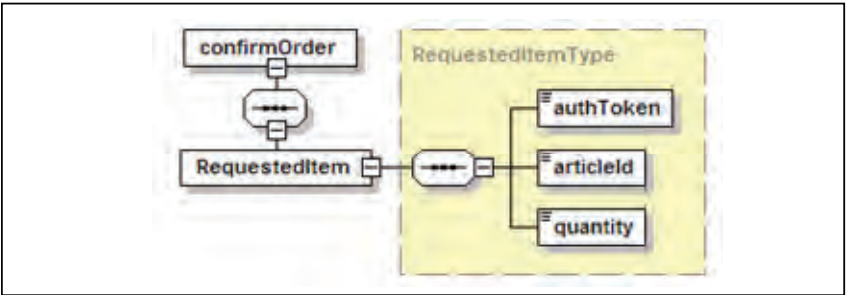 confirmOrder
RequestedItemType
authToken
RequestedItem
articleId
quantity